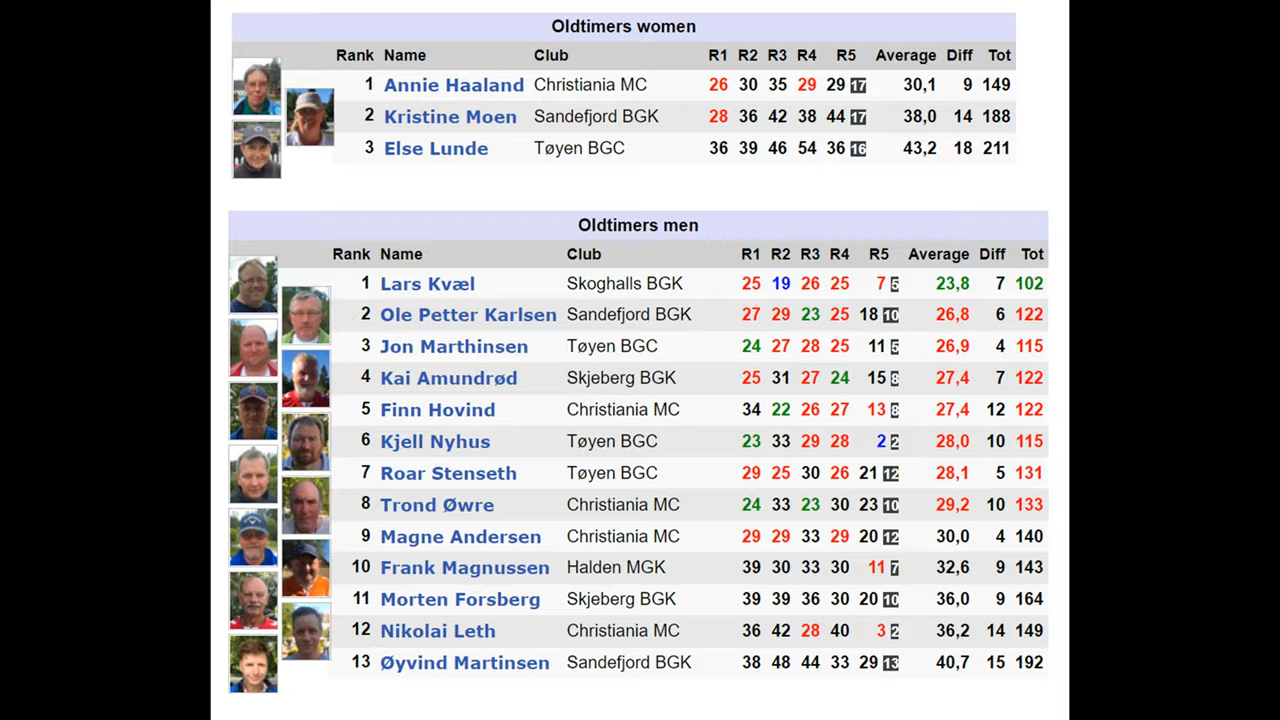 Oldtimers women
Rank Name Club R1 R2 R3 R4 R5 Average Diff Tot
1 Annie Haaland Christiania MC 26 30 35 29 29 17 30,1 9 149
2 Kristine Moen Sandefjord BGK 28 36 42 38 44 17 38,0 14 188
3 Else Lunde Tøyen BGC 36 39 46 54 36 16 43,2 18 211
Oldtimers men
Rank Name Club R1 R2 R3 R4 R5 Average Diff Tot
1 Lars Kvæl Skoghalls BGK 25 19 26 25 7 5 23,8 7 102
2 Ole Petter Karlsen Sandefjord BGK 27 29 23 25 18 10 26,8 6 122
3 Jon Marthinsen Tøyen BGC 24 27 28 25 11 5 26,9 4 115
4 Kai Amundrød Skjeberg BGK 25 31 27 24 15 8 27,4 7 122
5 Finn Hovind Christiania MC 34 22 26 27 13 8 27,4 12 122
6 Kjell Nyhus Tøyen BGC 23 33 29 28 2 2 28,0 10 115
7 Roar Stenseth Tøyen BGC 29 25 30 26 21 12 28,1 5 131
8 Trond Øwre Christiania MC 24 33 23 30 23 10 29,2 10 133
9 Magne Andersen Christiania MC 29 29 33 29 20 12 30,0 4 140
10 Frank Magnussen Halden MGK 39 30 33 30 11 7 32,6 9 143
11 Morten Forsberg Skjeberg BGK 39 39 36 30 20 10 36,0 9 164
12 Nikolai Leth Christiania MC 36 42 28 40 3 2 36,2 14 149
13 Øyvind Martinsen Sandefjord BGK 38 48 44 33 29 13 40,7 15 192